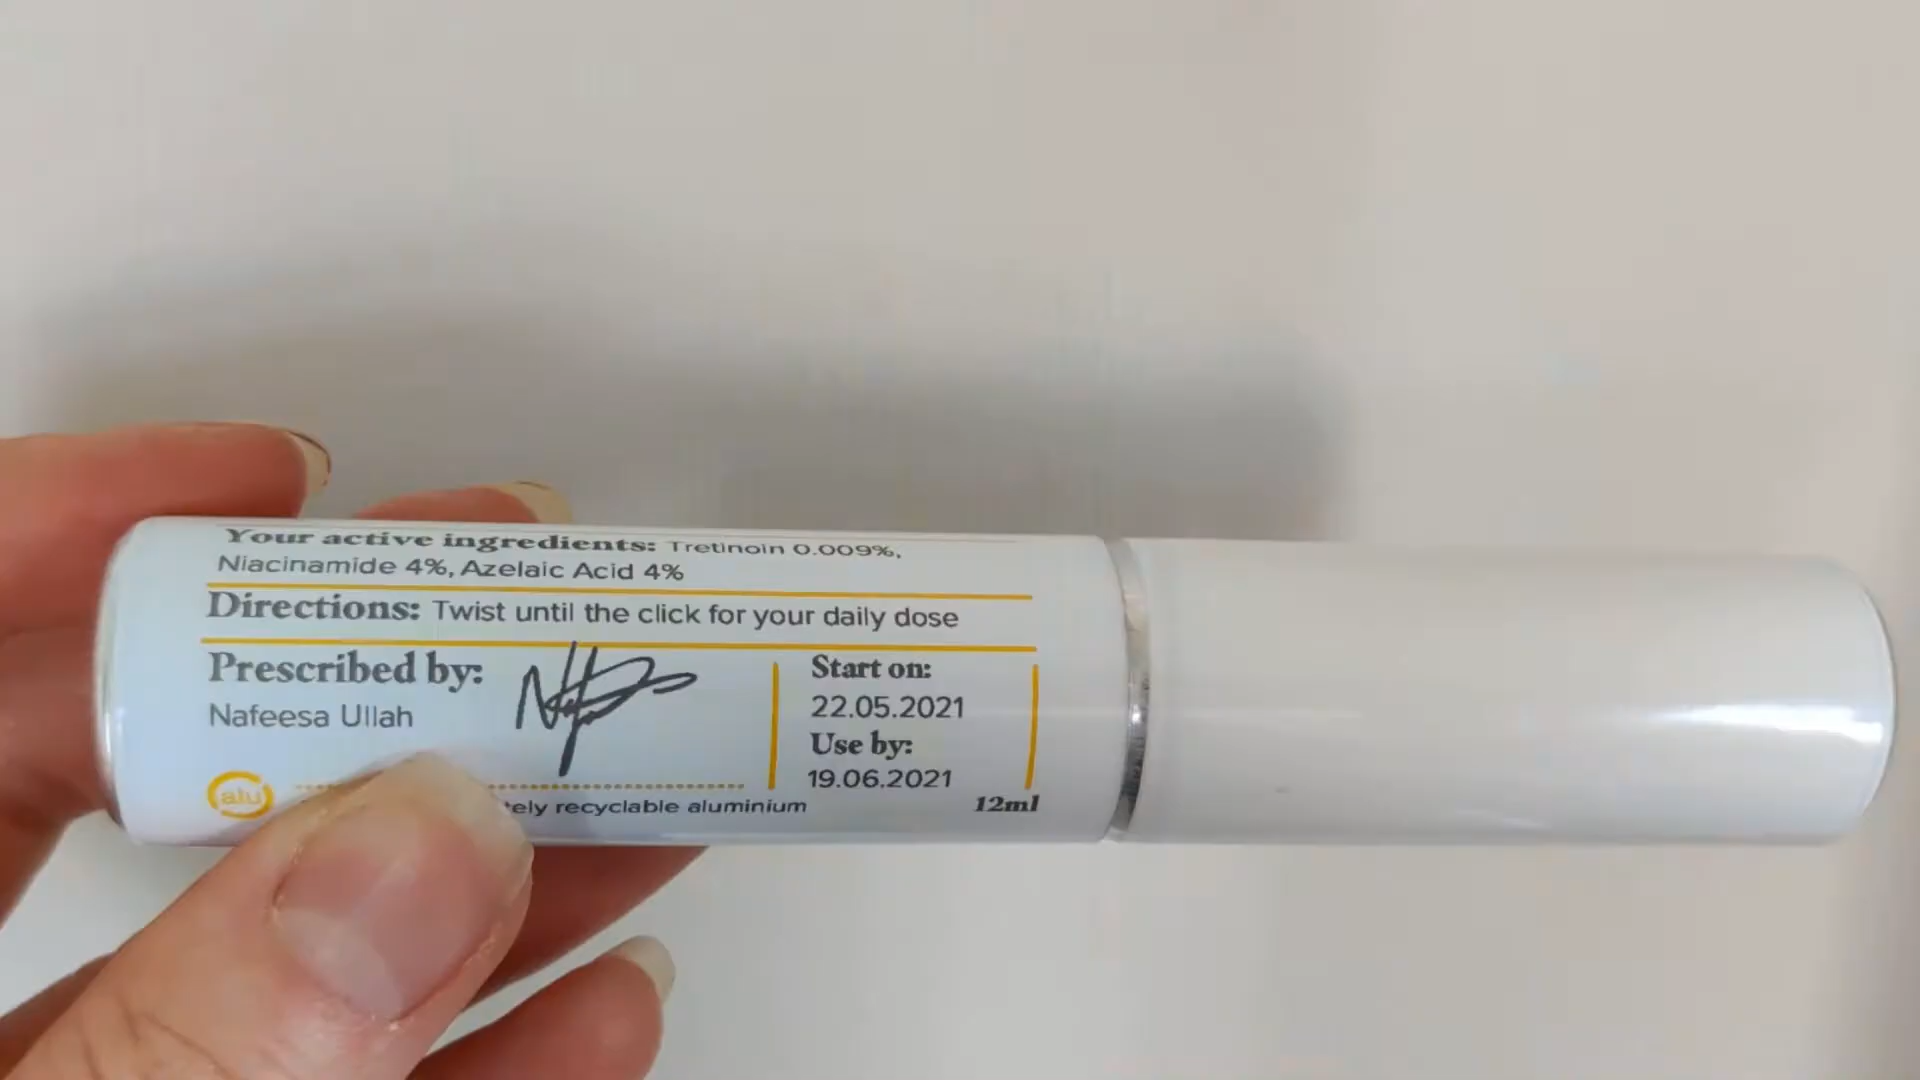 Your active ingredients: Tretinoin 0.009%,
Niacinamide 4%, Azelaic Acid 4%
Directions: Twist until the click for your daily dose
Prescribed by:
Nafeesa Ullah
Start on:
22.05.2021
Use by:
19.06.2021
alu
recyclable aluminium
12ml